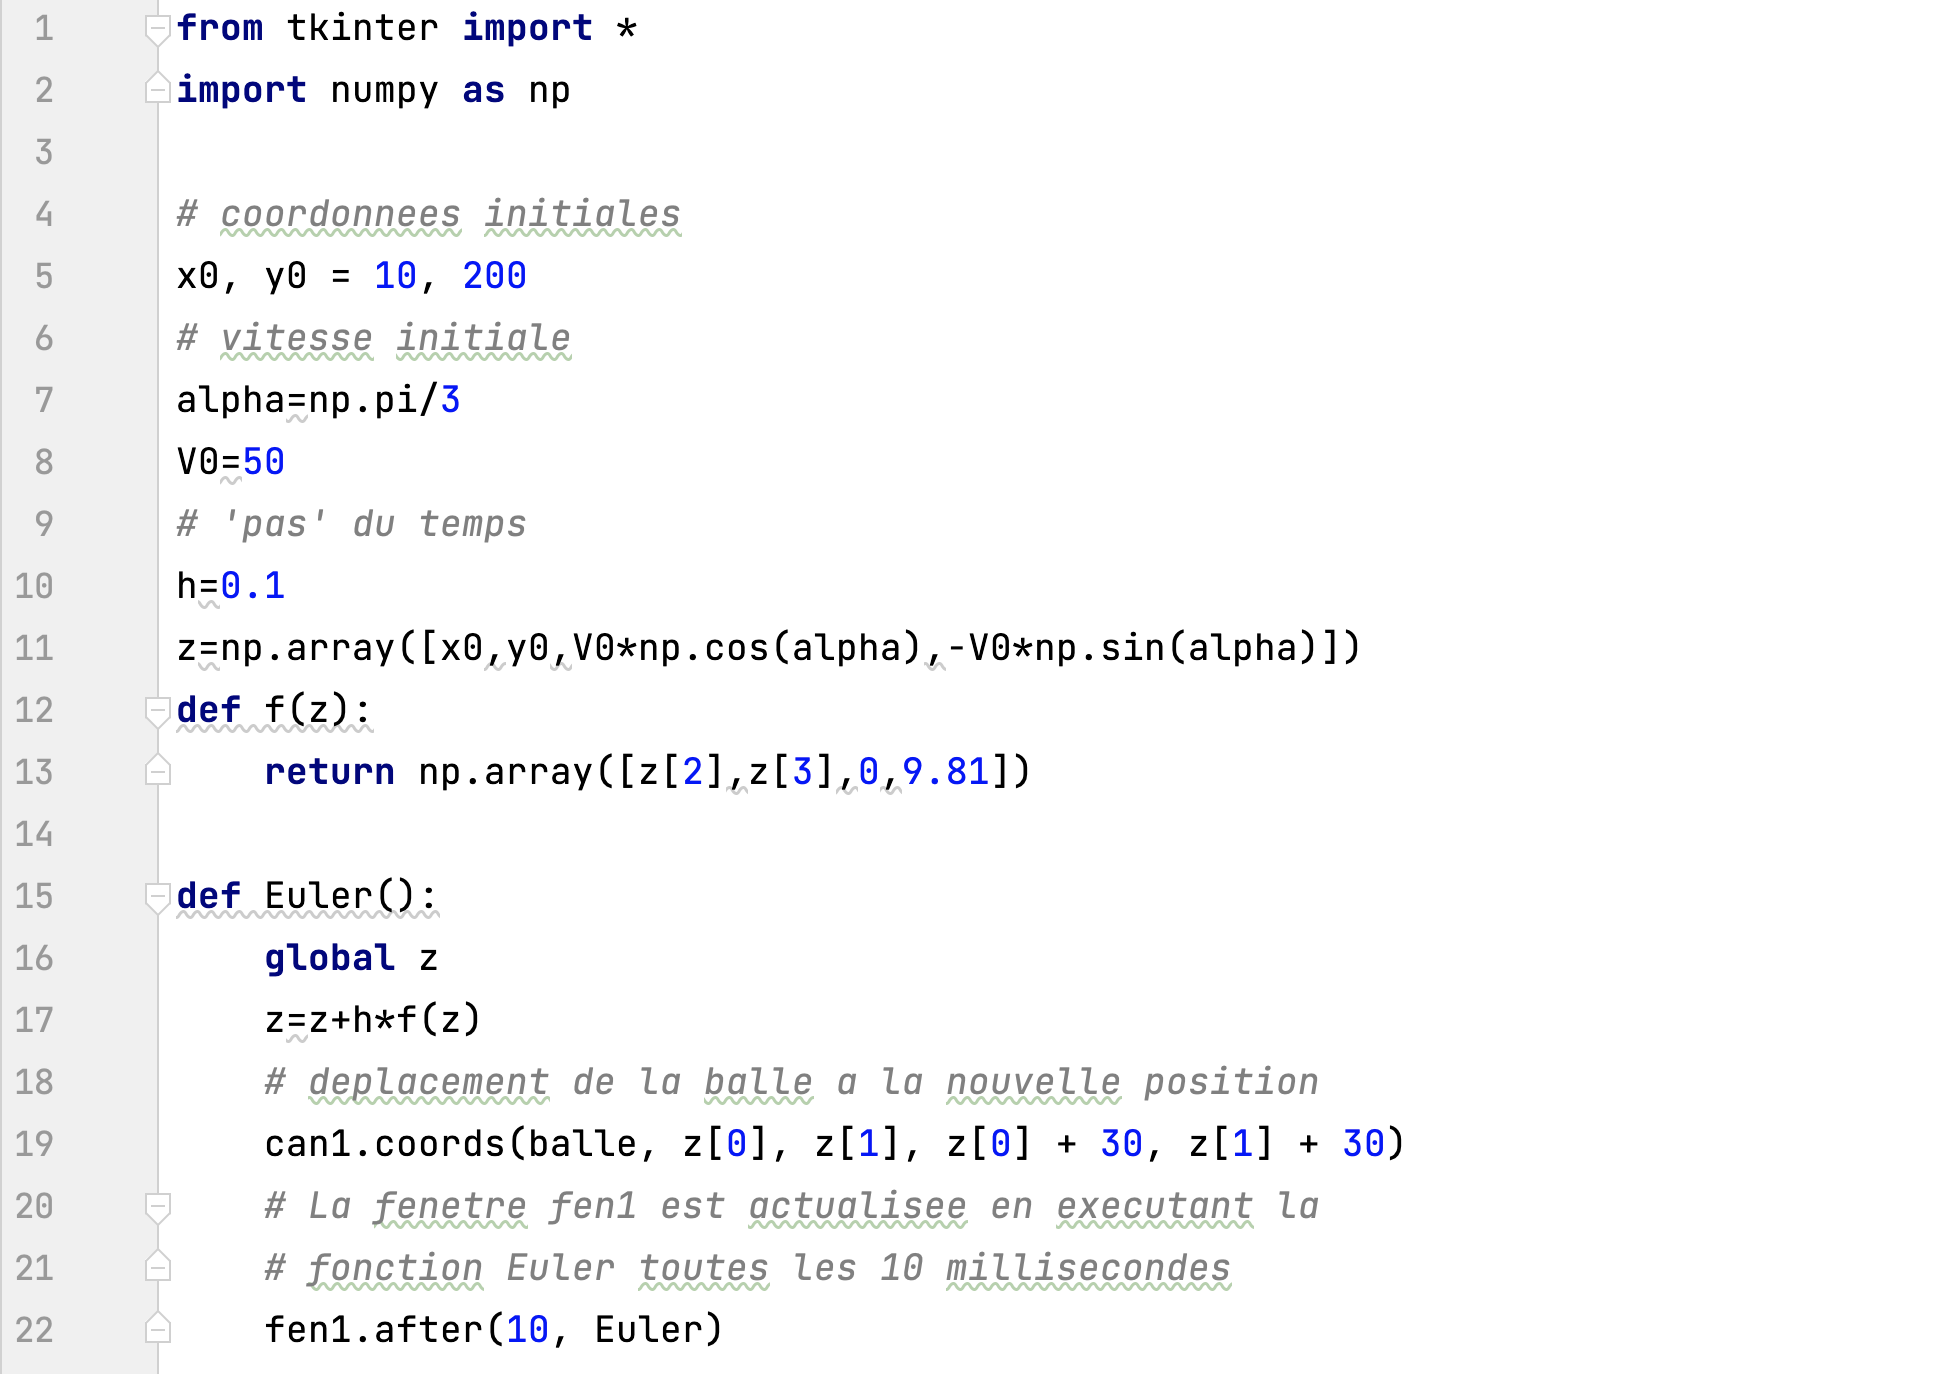 1 from tkinter import *
2 import numpy as np
3
4 # coordonnees initiales
5 x0, y0 = 10, 200
6 # vitesse initiale
7 alpha=np.pi/3
8 V0=50
9 # 'pas' du temps
10 h=0.1
11 z=np.array([x0,y0,V0*np.cos(alpha),-V0*np.sin(alpha)])
12 def f(z):
13     return np.array([z[2],z[3],0,9.81])
14
15 def Euler():
16     global z
17     z=z+h*f(z)
18     # deplacement de la balle a la nouvelle position
19     can1.coords(balle, z[0], z[1], z[0] + 30, z[1] + 30)
20     # La fenetre fen1 est actualisee en executant la
21     # fonction Euler toutes les 10 millisecondes
22     fen1.after(10, Euler)